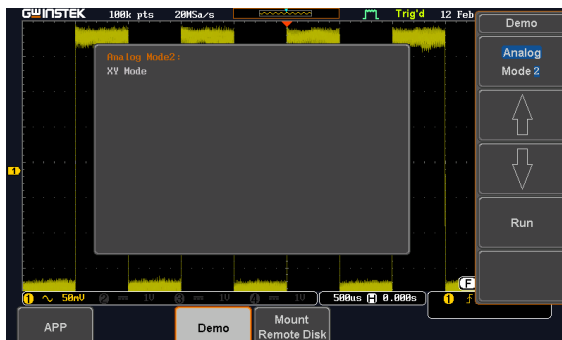 GWINSTEK 100k pts 20MSa/s Trig'd 12 Feb
Demo
Analog
Mode 2
Analog Mode2:
XY Mode
1
Run
F
1 50mV 2 1V 3 1V 4 1V 500us H 0.000s 1
APP
Demo
Mount
Remote Disk